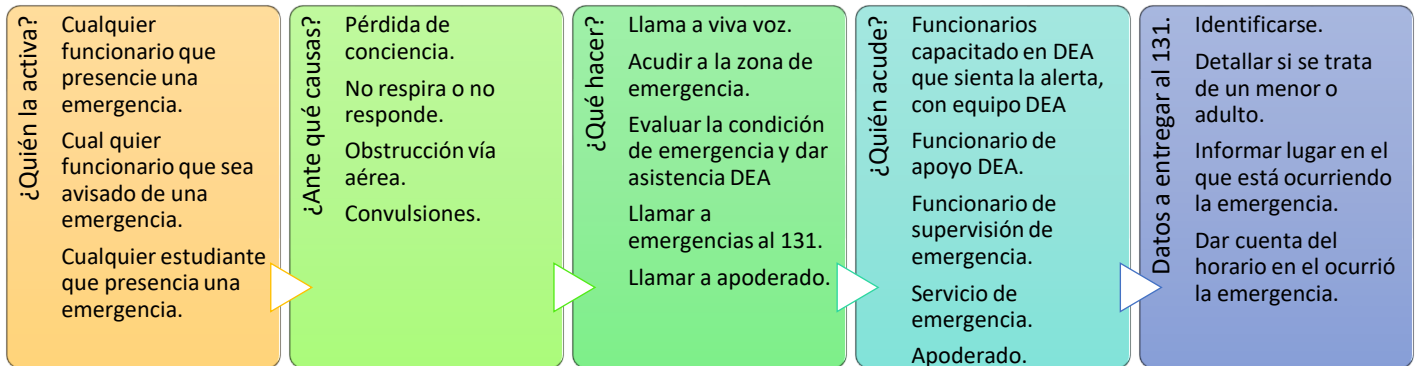 ¿Quién la activa?
Cualquier
funcionario que
presencie una
emergencia.
Cual quier
funcionario que sea
avisado de una
emergencia.
Cualquier estudiante
que presencia una
emergencia.
¿Ante qué causas?
Pérdida de
conciencia.
No respira o no
responde.
Obstrucción vía
aérea.
Convulsiones.
¿Qué hacer?
Llama a viva voz.
Acudir a la zona de
emergencia.
Evaluar la condición
de emergencia y dar
asistencia DEA
Llamar a
emergencias al 131.
Llamar a apoderado.
¿Quién acude?
Funcionarios
capacitado en DEA
que sienta la alerta,
con equipo DEA
Funcionario de
apoyo DEA.
Funcionario de
supervisión de
emergencia.
Servicio de
emergencia.
Apoderado.
Datos a entregar al 131.
Identificarse.
Detallar si se trata
de un menor o
adulto.
Informar lugar en el
que está ocurriendo
la emergencia.
Dar cuenta del
horario en el ocurrió
la emergencia.